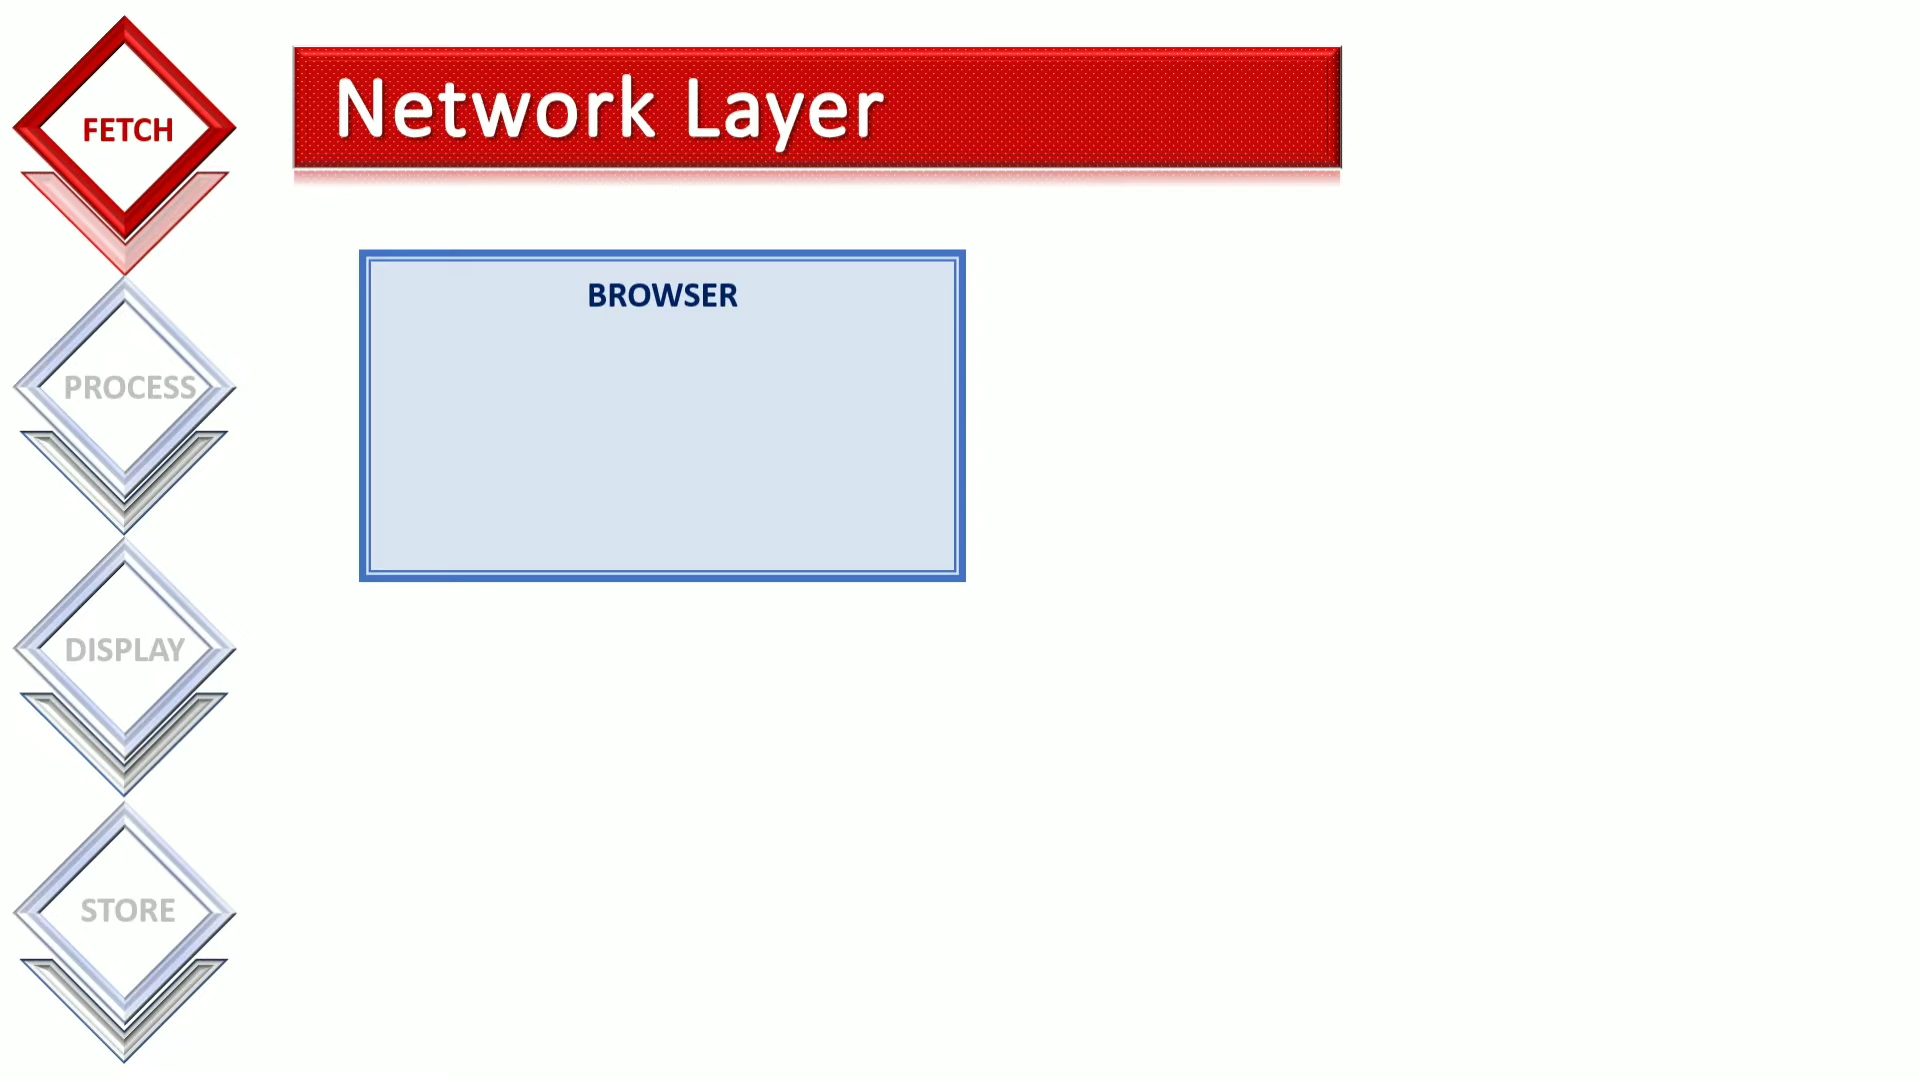 Network Layer
FETCH
BROWSER
PROCESS
DISPLAY
STORE